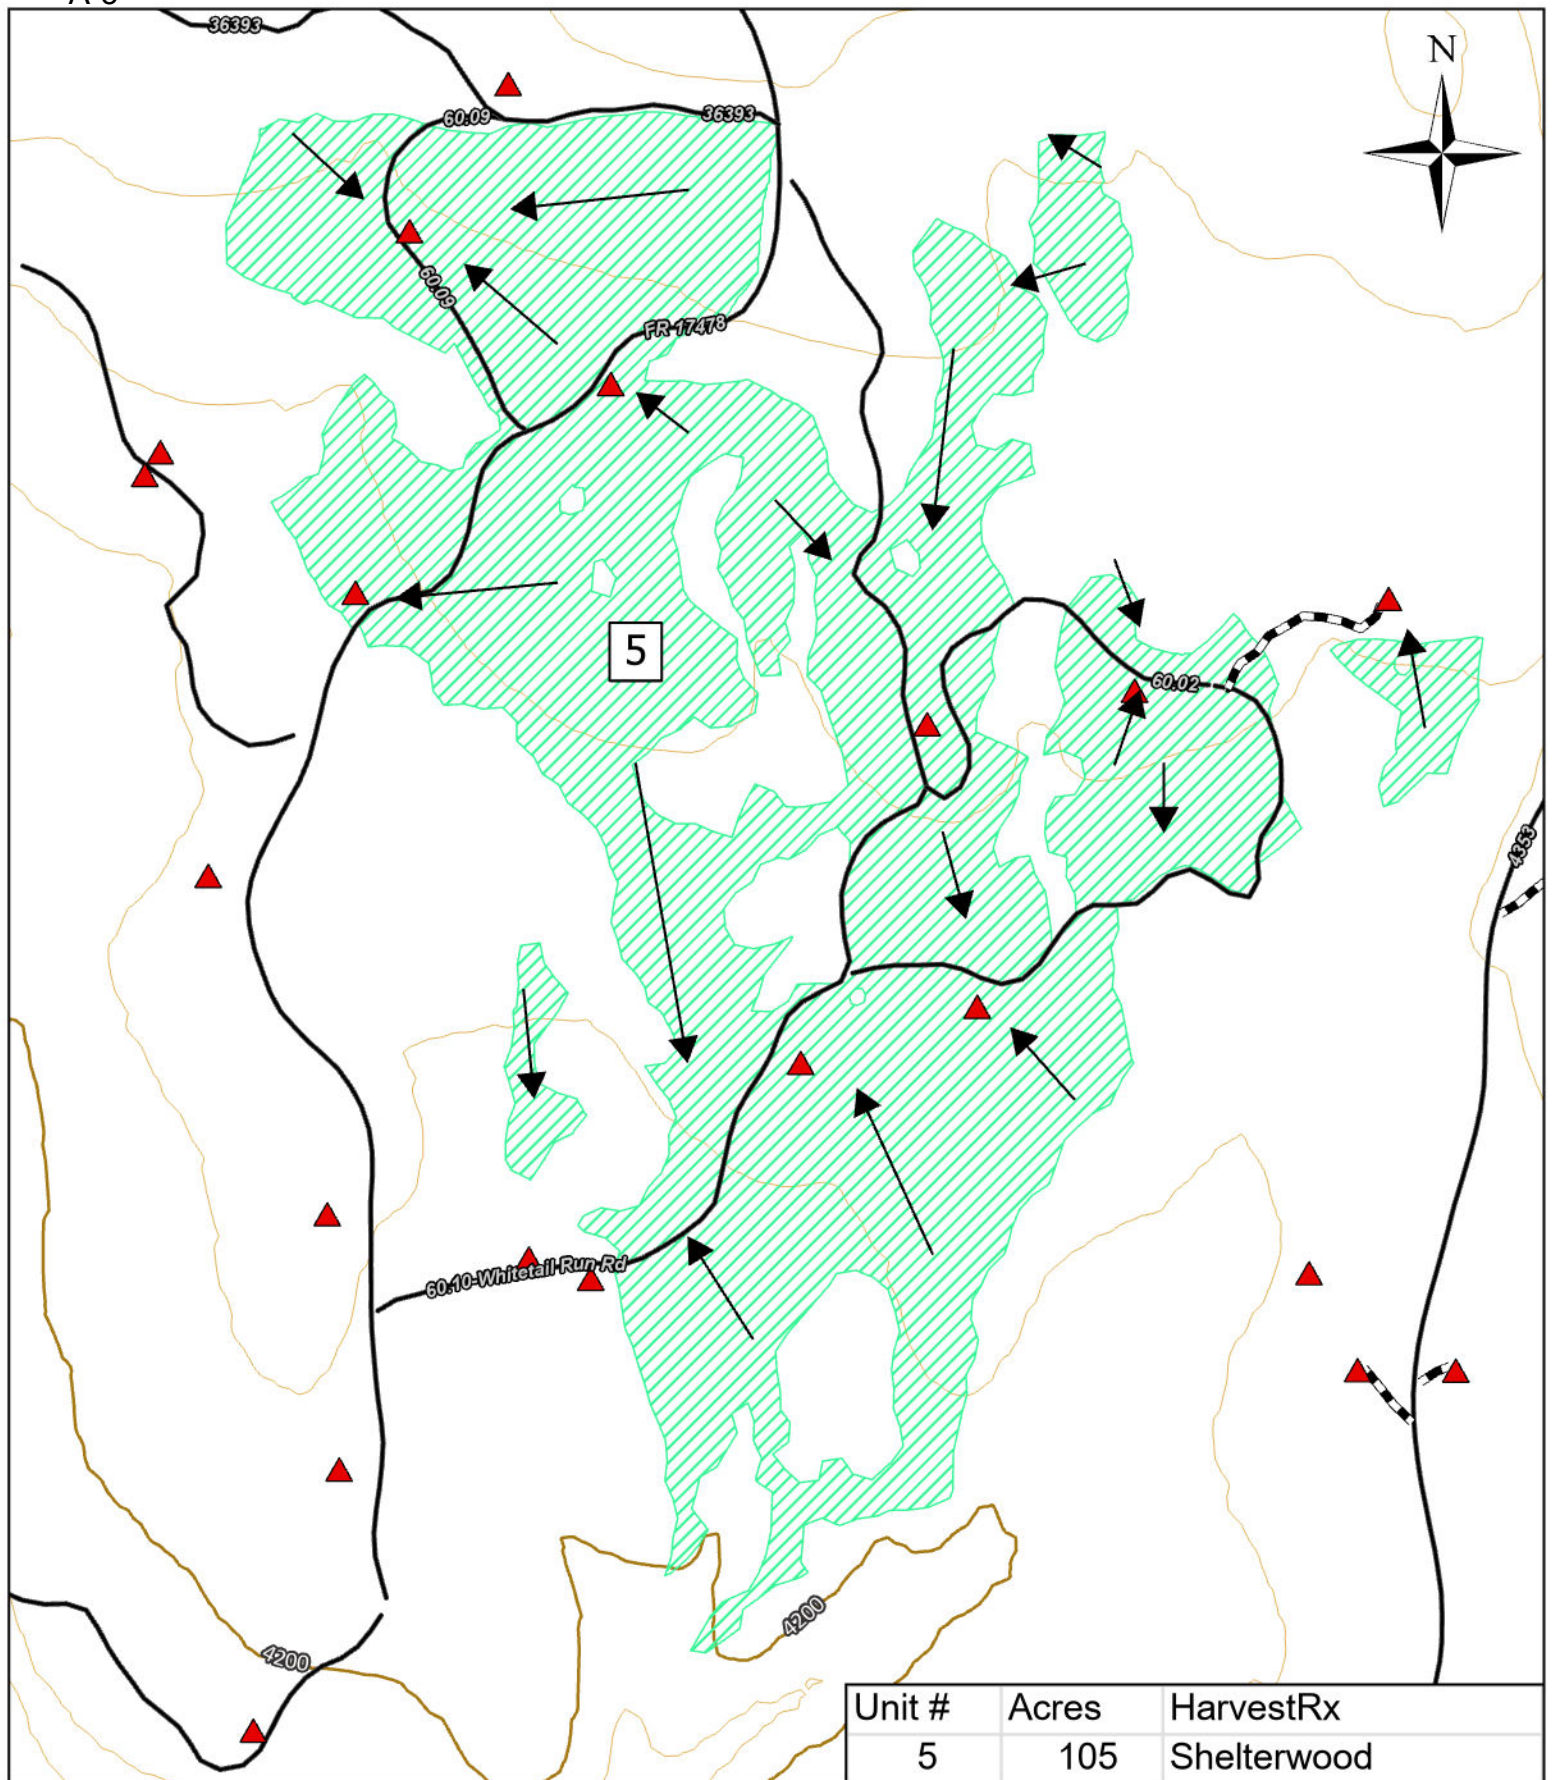 36393
N
60.09
36393
60.09
FR 17478
5
60.02
4353
60.10-Whitetail Run Rd
4200
4200
Unit # Acres HarvestRx
5 105 Shelterwood